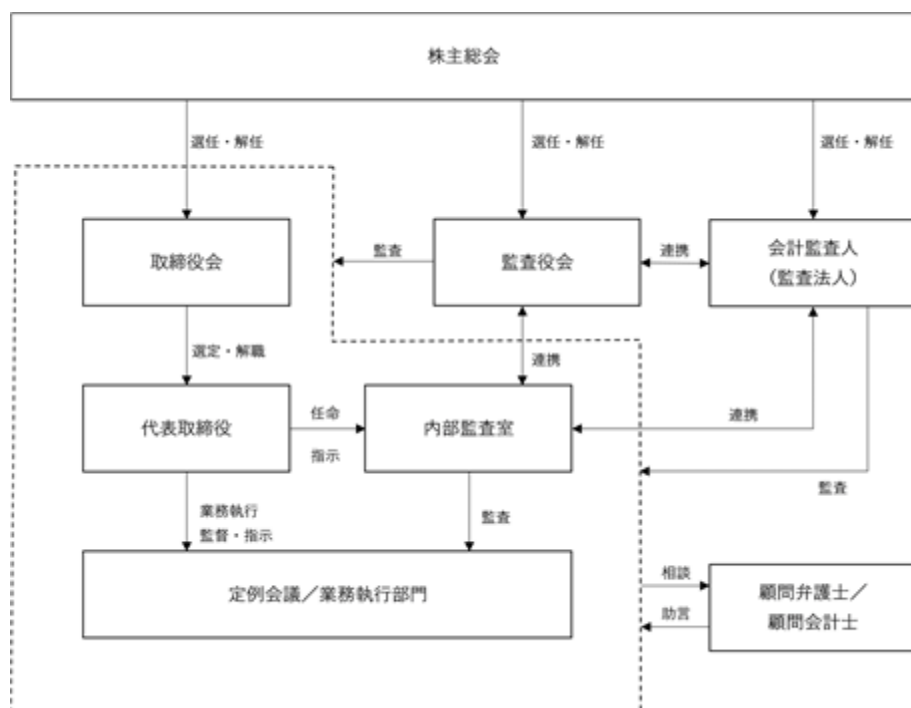 株主総会
選任・解任
選任・解任
選任・解任
取締役会
監査
監査役会
連携
会計監査人
（監査法人）
選定・解職
連携
代表取締役
任命
指示
内部監査室
連携
監査
業務執行
監督・指示
監査
定例会議／業務執行部門
相談
助言
顧問弁護士／
顧問会計士